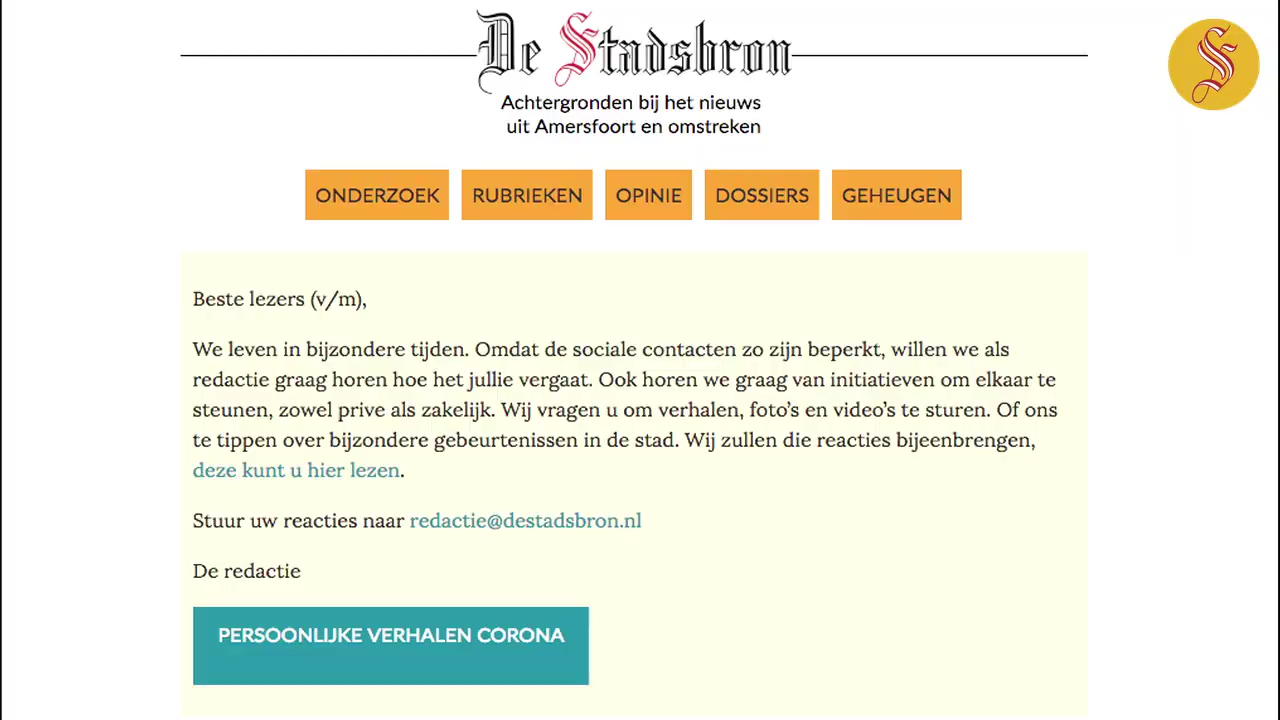 De Stadsbron
S
Achtergronden bij het nieuws
uit Amersfoort en omstreken
ONDERZOEK RUBRIEKEN OPINIE DOSSIERS GEHEUGEN
Beste lezers (v/m),
We leven in bijzondere tijden. Omdat de sociale contacten zo zijn beperkt, willen we als
redactie graag horen hoe het jullie vergaat. Ook horen we graag van initiatieven om elkaar te
steunen, zowel prive als zakelijk. Wij vragen u om verhalen, foto's en video's te sturen. Of ons
te tippen over bijzondere gebeurtenissen in de stad. Wij zullen die reacties bijeenbrengen,
deze kunt u hier lezen.
Stuur uw reacties naar redactie@destadsbron.nl
De redactie
PERSOONLIJKE VERHALEN CORONA